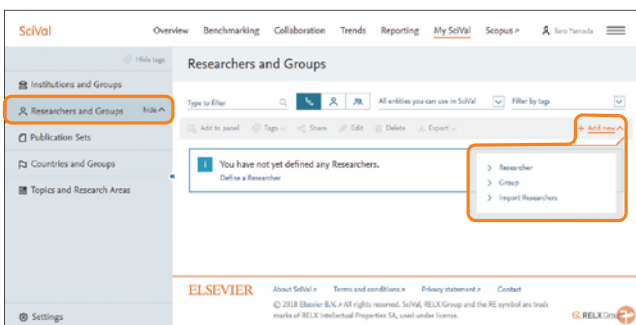 SciVal
Overview Benchmarking Collaboration Trends Reporting My SciVal Scopus Taro Yamada
Hide tags
Researchers and Groups
Institutions and Groups
Researchers and Groups hide
Type to filter
All entities you can use in SciVal
Filter by tags
Add to panel Tags Share Edit Delete Export
+ Add new
Publication Sets
Countries and Groups
Topics and Research Areas
i You have not yet defined any Researchers.
Define a Researcher
> Researcher
> Group
> Import Researchers
ELSEVIER
About SciVal Terms and conditions Privacy statement Contact
© 2018 Elsevier B.V. All rights reserved. SciVal, RELX Group and the RE symbol are trade
marks of RELX Intellectual Properties SA, used under license.
Settings
RELX Gro